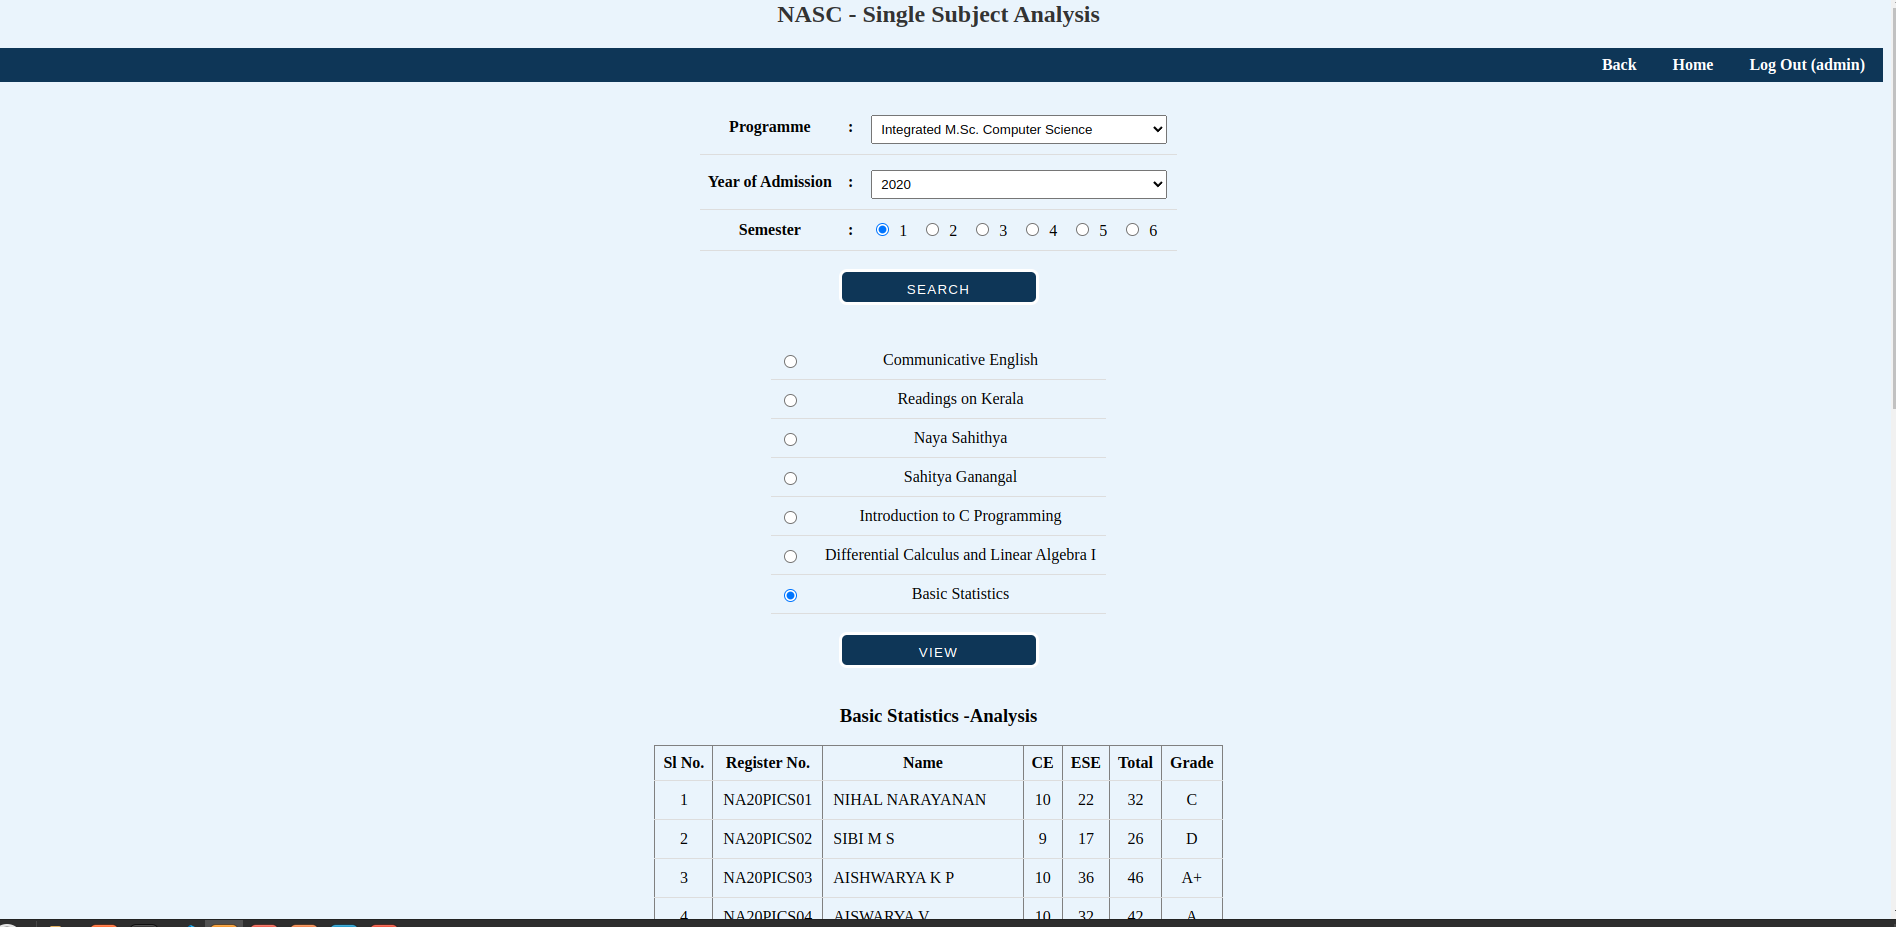 NASC - Single Subject Analysis
Back Home Log Out (admin)
Programme : Integrated M.Sc. Computer Science
Year of Admission : 2020
Semester : 1 2 3 4 5 6
SEARCH
Communicative English
Readings on Kerala
Naya Sahithya
Sahitya Ganangal
Introduction to C Programming
Differential Calculus and Linear Algebra I
Basic Statistics
VIEW
Basic Statistics -Analysis
Sl No. Register No. Name CE ESE Total Grade
1 NA20PICS01 NIHAL NARAYANAN 10 22 32 C
2 NA20PICS02 SIBI M S 9 17 26 D
3 NA20PICS03 AISHWARYA K P 10 36 46 A+
4 NA20PICS04 AISWARYA V 10 32 42 A